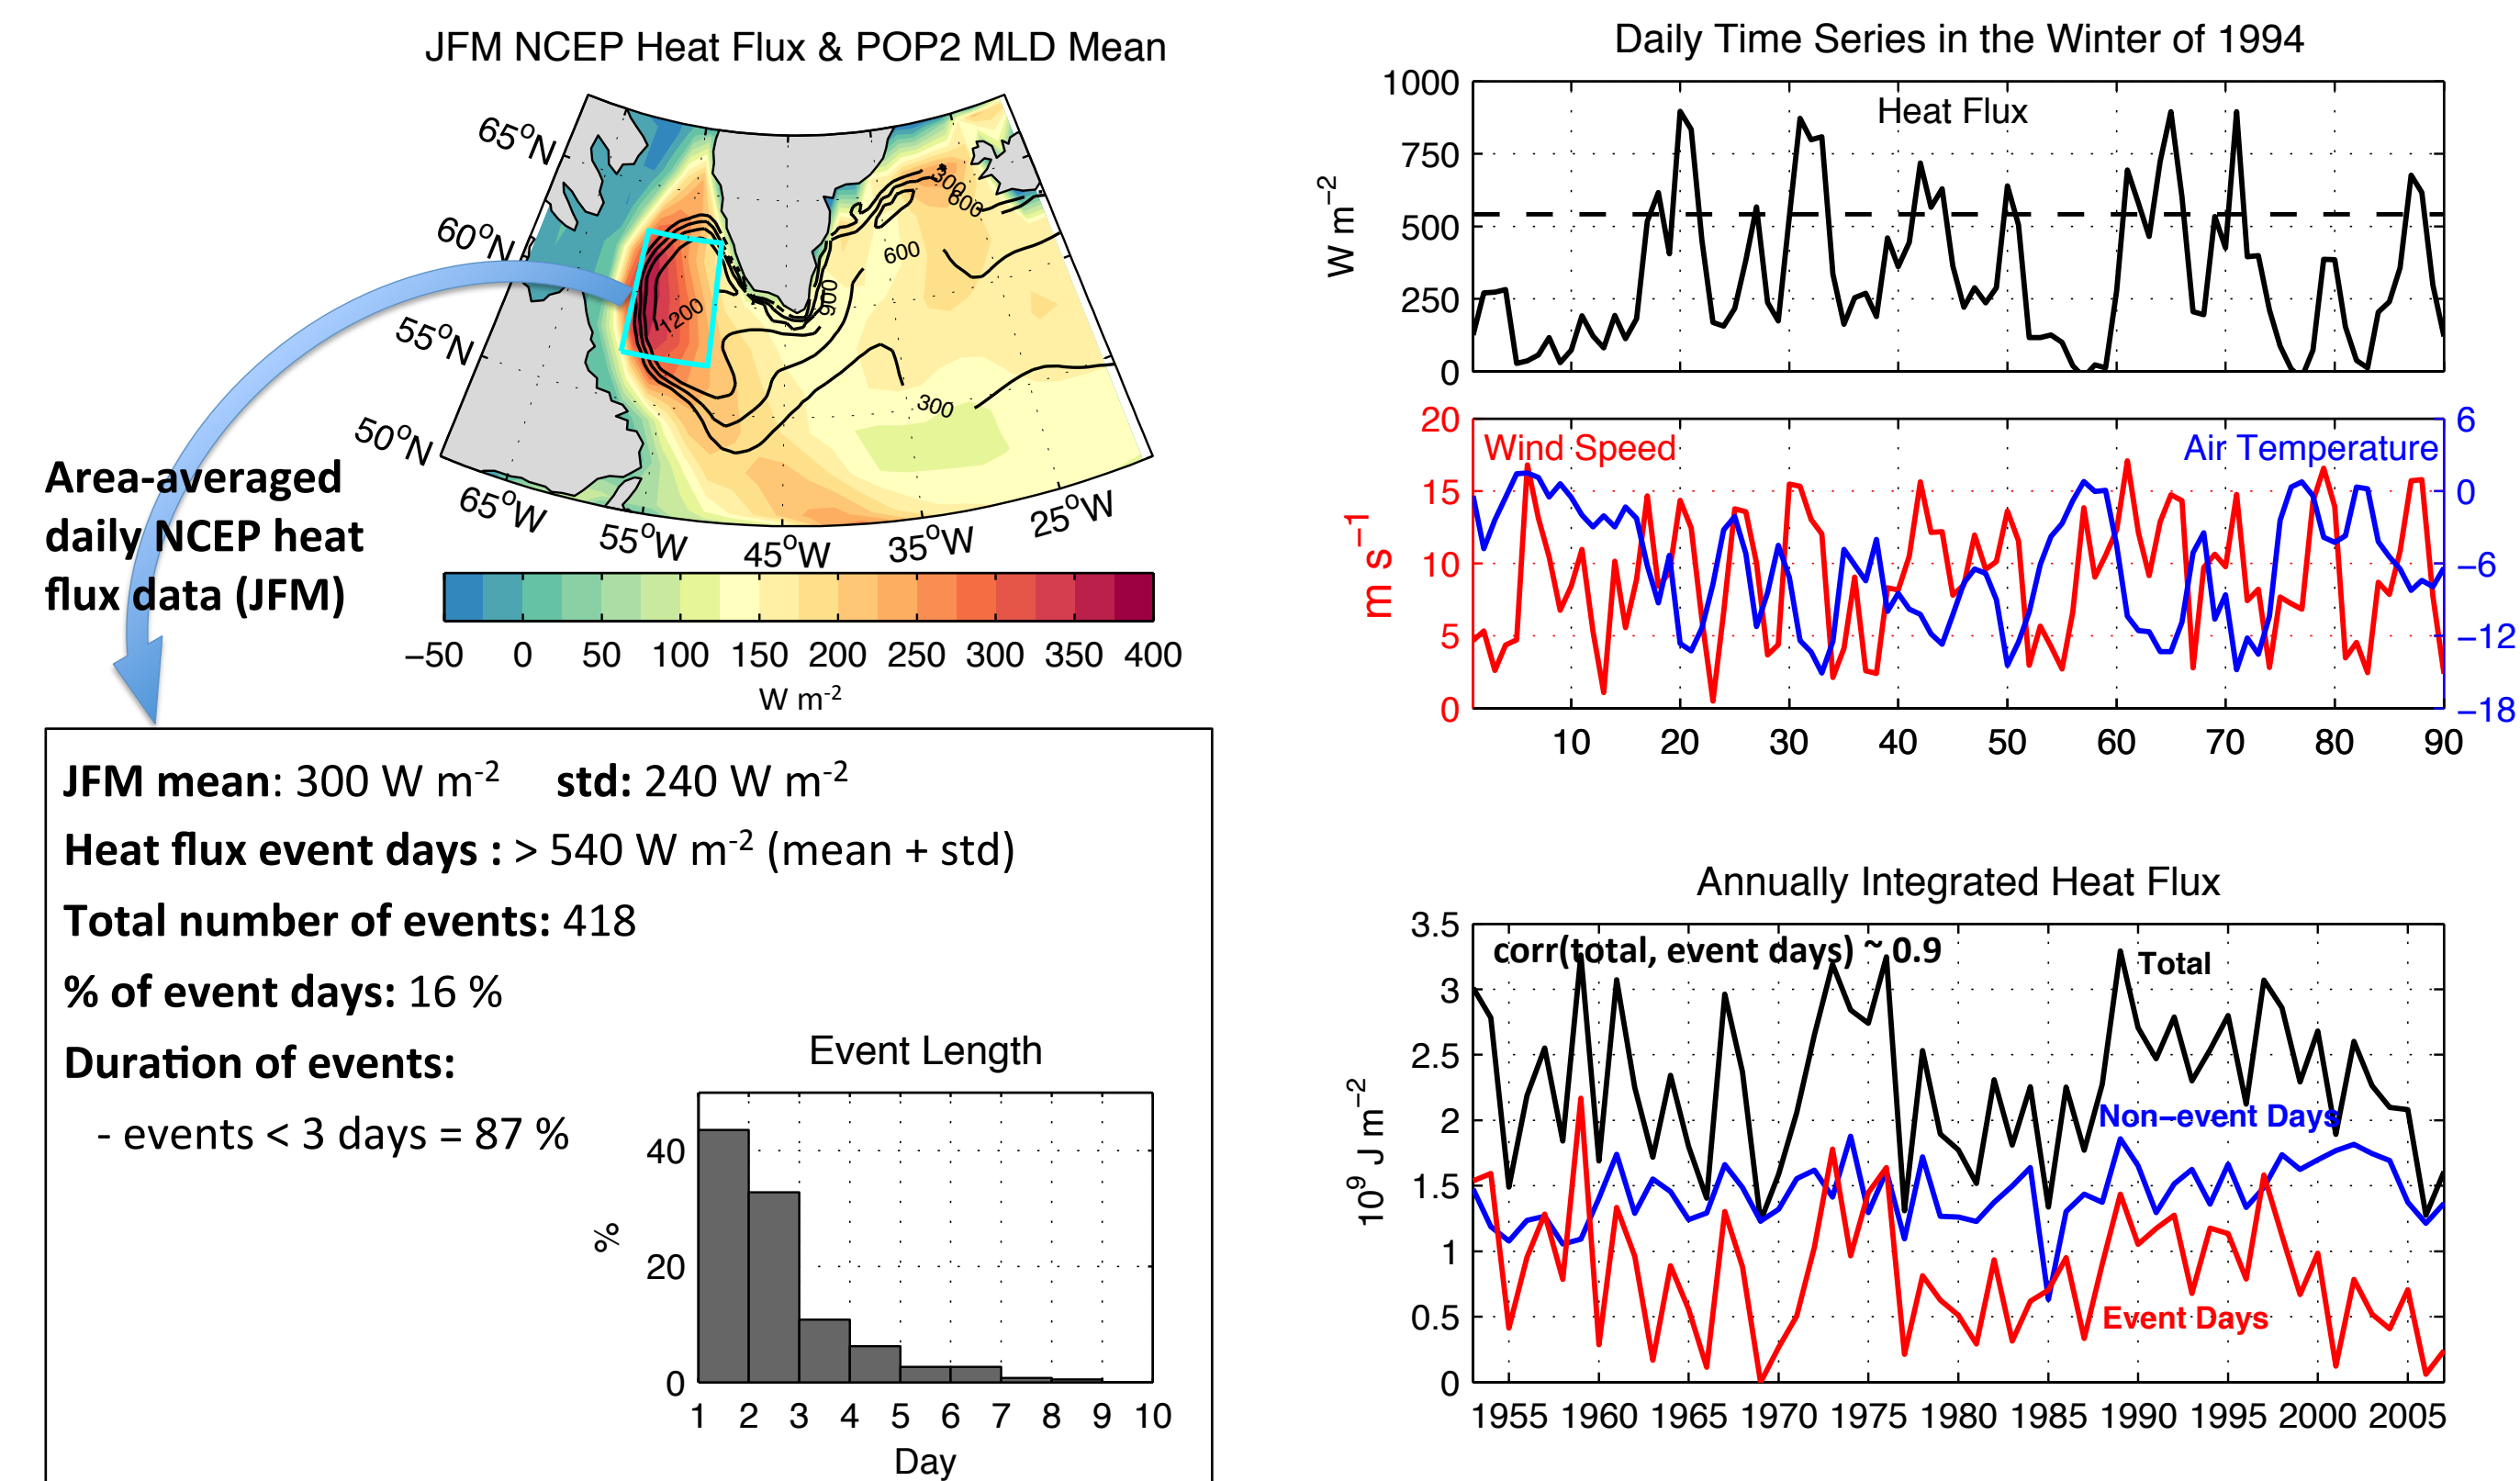 JFM NCEP Heat Flux & POP2 MLD Mean
65°N
60°N
55°N
50°N
65°W
55°W
45°W
35°W
25°W
300
600
600
900
1200
300
−50 0 50 100 150 200 250 300 350 400
W m-2
Area-averaged
daily NCEP heat
flux data (JFM)
JFM mean: 300 W m-2 std: 240 W m-2
Heat flux event days : > 540 W m-2 (mean + std)
Total number of events: 418
% of event days: 16 %
Duration of events:
- events < 3 days = 87 %
Event Length
40
20
0
%
1 2 3 4 5 6 7 8 9 10
Day
Daily Time Series in the Winter of 1994
Heat Flux
1000
750
500
250
0
W m−2
Wind Speed
Air Temperature
20
15
10
5
0
m s−1
6
0
−6
−12
−18
10 20 30 40 50 60 70 80 90
Annually Integrated Heat Flux
corr(total, event days) ~ 0.9
Total
Non−event Days
Event Days
3.5
3
2.5
2
1.5
1
0.5
0
10^9 J m−2
1955 1960 1965 1970 1975 1980 1985 1990 1995 2000 2005